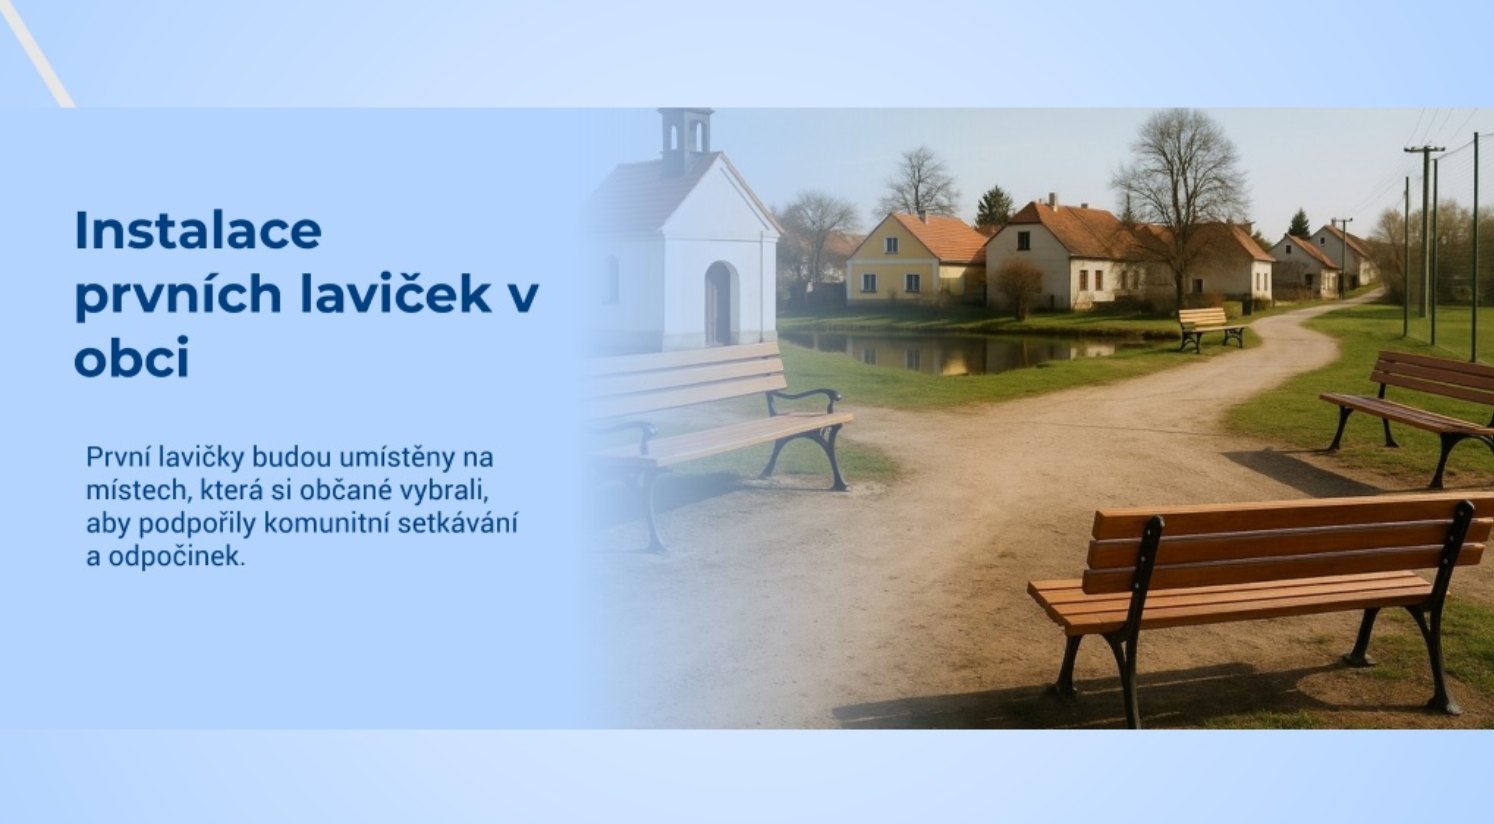 Instalace
prvních laviček v
obci
První lavičky budou umístěny na
místech, která si občané vybrali,
aby podpořily komunitní setkávání
a odpočinek.